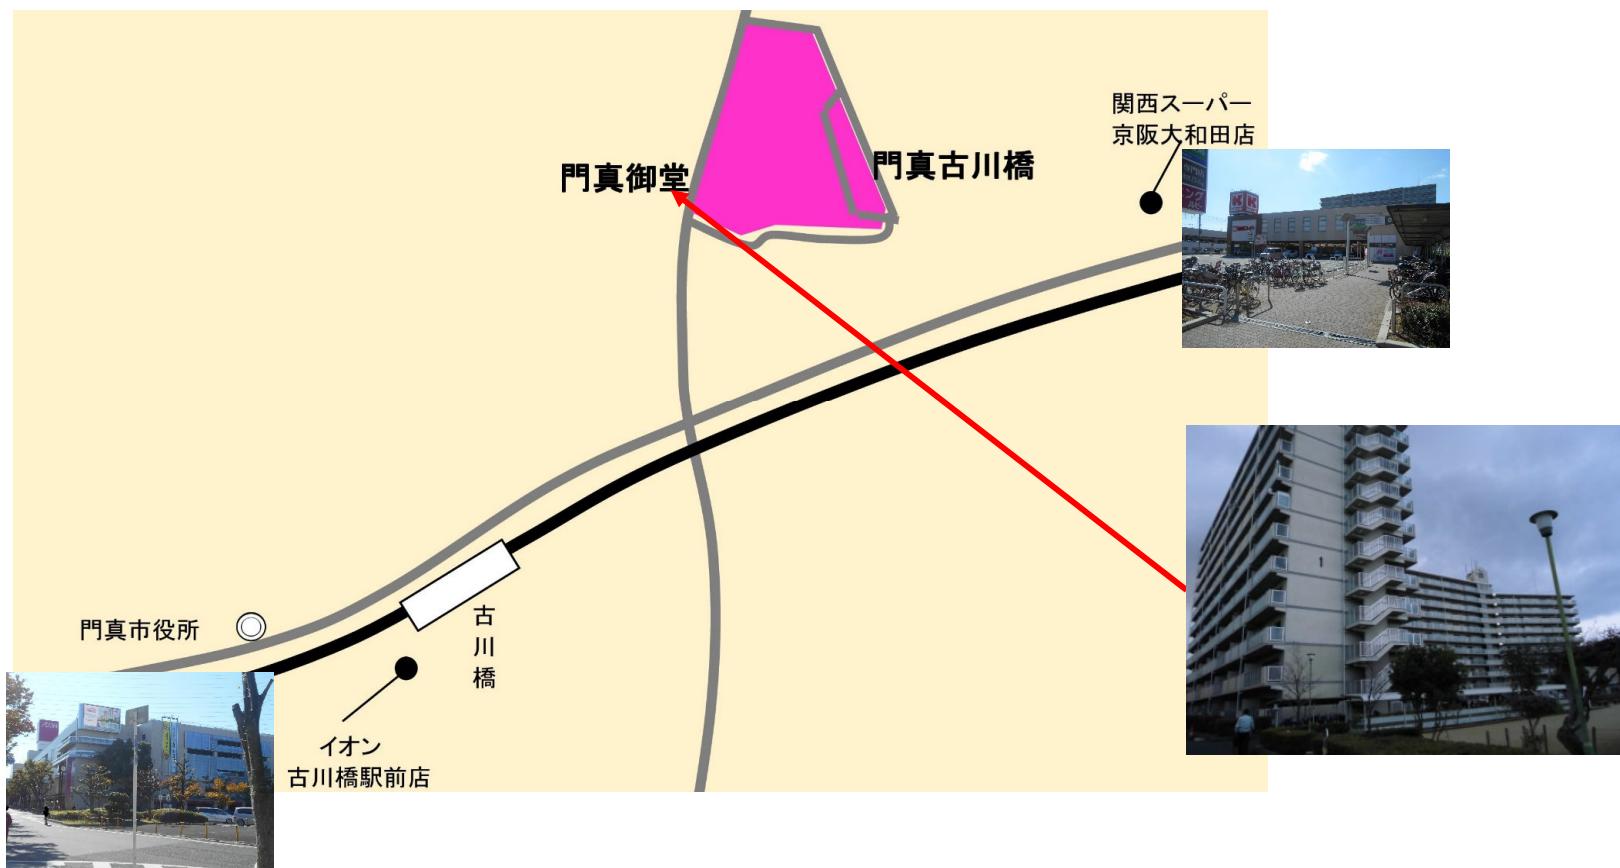 関西スーパー
京阪大和田店
門真御堂
門真古川橋
門真市役所
古川橋
イオン
古川橋駅前店